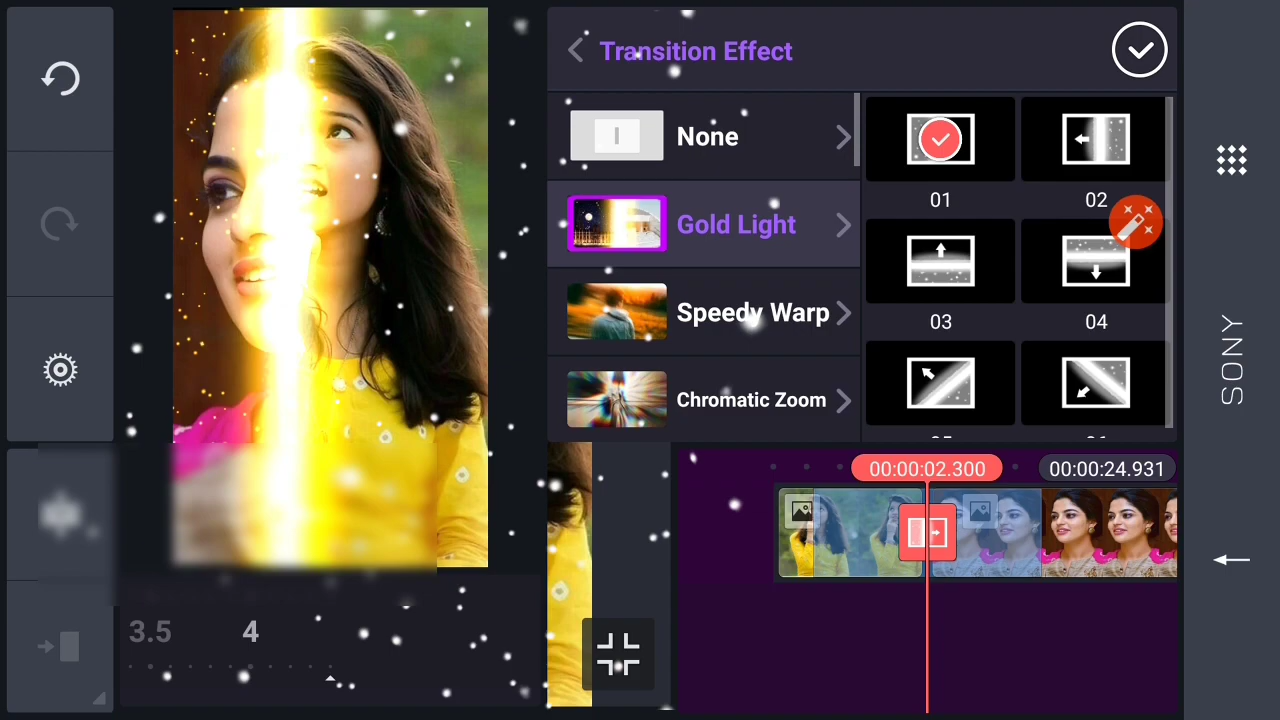 Transition Effect
None
01
02
Gold Light
03
04
Speedy Warp
Chromatic Zoom
00:00:02.300
00:00:24.931
3.5
4
SONY